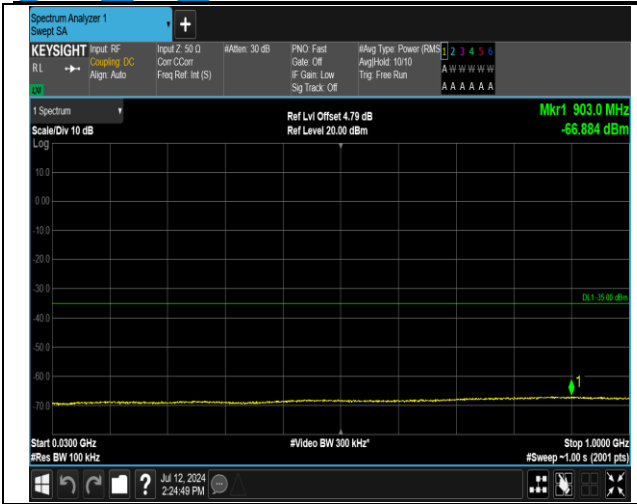 Spectrum Analyzer 1
Swept SA
+
KEYSIGHT Input: RF Input Z: 50 Ω #Atten: 30 dB PNO: Fast #Avg Type: Power (RMS 1 2 3 4 5 6
RL Coupling: DC Corr CCorr Gate: Off Avg|Hold: 10/10 A W W W W W
Align: Auto Freq Ref: Int (S) IF Gain: Low Trig: Free Run
Sig Track: Off A A A A A A
1 Spectrum Ref Lvl Offset 4.79 dB Mkr1 903.0 MHz
Scale/Div 10 dB Ref Level 20.00 dBm -66.884 dBm
Log
10.0
0.00
-10.0
-20.0
-30.0
DL1 -35.00 dBm
-40.0
-50.0
-60.0
1
-70.0
Start 0.0300 GHz #Video BW 300 kHz* Stop 1.0000 GHz
#Res BW 100 kHz #Sweep ~1.00 s (2001 pts)
? Jul 12, 2024
2:24:49 PM